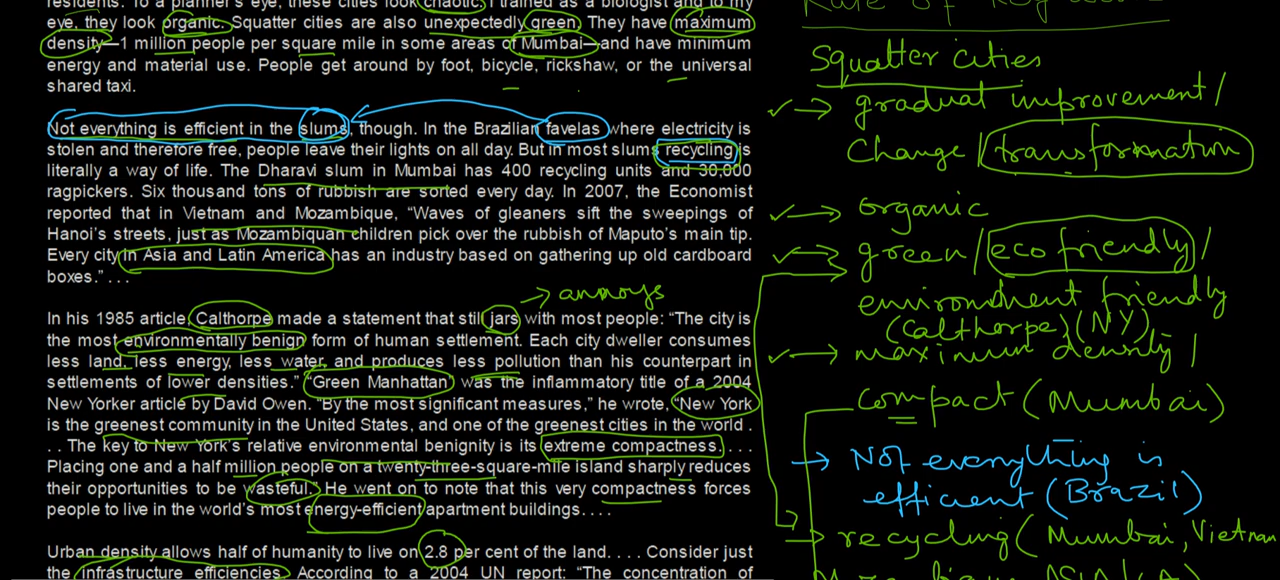 residents. To a planner's eye, these cities look chaotic. I trained as a biologist and to my
eye, they look organic. Squatter cities are also unexpectedly green. They have maximum
density—1 million people per square mile in some areas of Mumbai—and have minimum
energy and material use. People get around by foot, bicycle, rickshaw, or the universal
shared taxi.
Not everything is efficient in the slums, though. In the Brazilian favelas where electricity is
stolen and therefore free, people leave their lights on all day. But in most slums recycling is
literally a way of life. The Dharavi slum in Mumbai has 400 recycling units and 30,000
ragpickers. Six thousand tons of rubbish are sorted every day. In 2007, the Economist
reported that in Vietnam and Mozambique, “Waves of gleaners sift the sweepings of
Hanoi's streets, just as Mozambiquan children pick over the rubbish of Maputo's main tip.
Every city in Asia and Latin America has an industry based on gathering up old cardboard
boxes.” . . .
→ annoys
In his 1985 article, Calthorpe made a statement that still jars with most people: “The city is
the most environmentally benign form of human settlement. Each city dweller consumes
less land, less energy, less water, and produces less pollution than his counterpart in
settlements of lower densities.” “Green Manhattan” was the inflammatory title of a 2004
New Yorker article by David Owen. “By the most significant measures,” he wrote, “New York
is the greenest community in the United States, and one of the greenest cities in the world .
. . The key to New York's relative environmental benignity is its extreme compactness. . . .
Placing one and a half million people on a twenty-three-square-mile island sharply reduces
their opportunities to be wasteful.” He went on to note that this very compactness forces
people to live in the world's most energy-efficient apartment buildings. . . .
Urban density allows half of humanity to live on 2.8 per cent of the land. . . . Consider just
the infrastructure efficiencies. According to a 2004 UN report: “The concentration of
Squatter cities
✓→ gradual improvement /
Change / transformation
✓→ organic
✓→ green / eco friendly /
environment friendly
(Calthorpe) (NY)
✓→ maximum density /
compact (Mumbai)
→ Not everything is
efficient (Brazil)
→ recycling (Mumbai, Vietnam